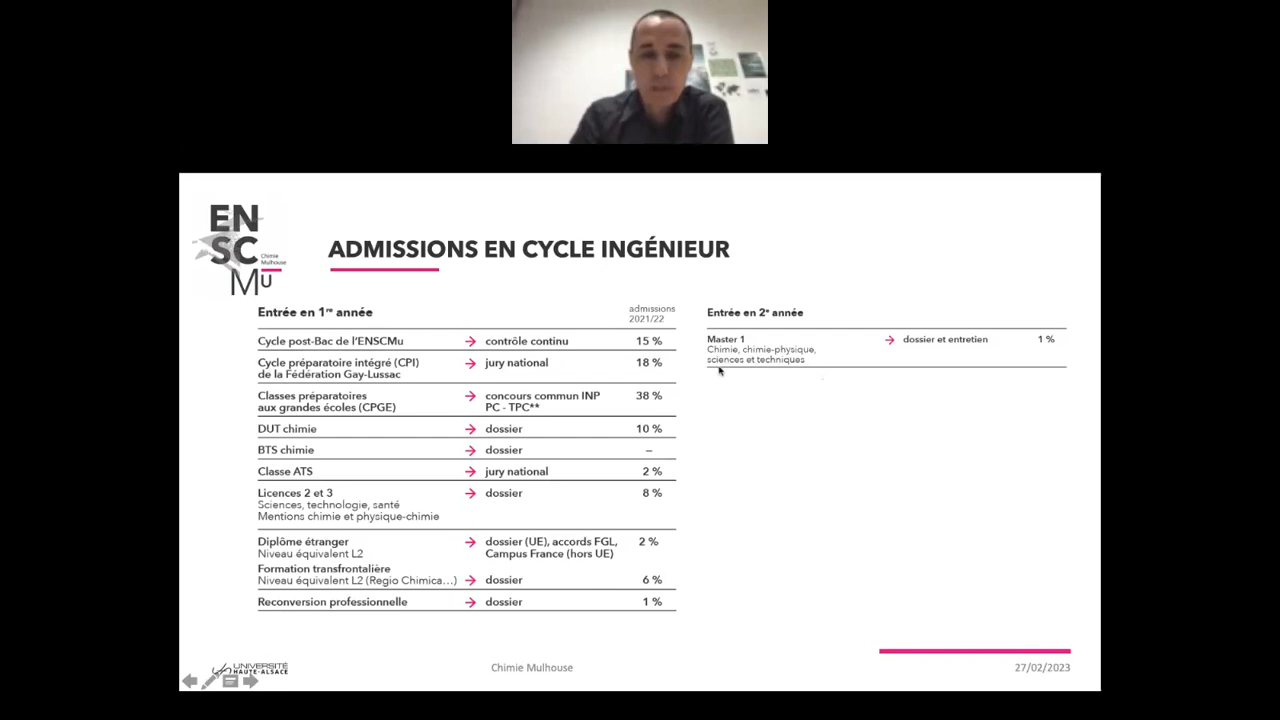 EN
SC
Chimie
Mulhouse
MU
ADMISSIONS EN CYCLE INGÉNIEUR
Entrée en 1re année
admissions
2021/22
Cycle post-Bac de l'ENSCMu → contrôle continu 15 %
Cycle préparatoire intégré (CPI) → jury national 18 %
de la Fédération Gay-Lussac
Classes préparatoires → concours commun INP 38 %
aux grandes écoles (CPGE) PC - TPC**
DUT chimie → dossier 10 %
BTS chimie → dossier –
Classe ATS → jury national 2 %
Licences 2 et 3 → dossier 8 %
Sciences, technologie, santé
Mentions chimie et physique-chimie
Diplôme étranger → dossier (UE), accords FGL, 2 %
Niveau équivalent L2 Campus France (hors UE)
Formation transfrontalière
Niveau équivalent L2 (Regio Chimica...) → dossier 6 %
Reconversion professionnelle → dossier 1 %
Entrée en 2e année
Master 1 → dossier et entretien 1 %
Chimie, chimie-physique,
sciences et techniques
UNIVERSITÉ
HAUTE-ALSACE
Chimie Mulhouse
27/02/2023